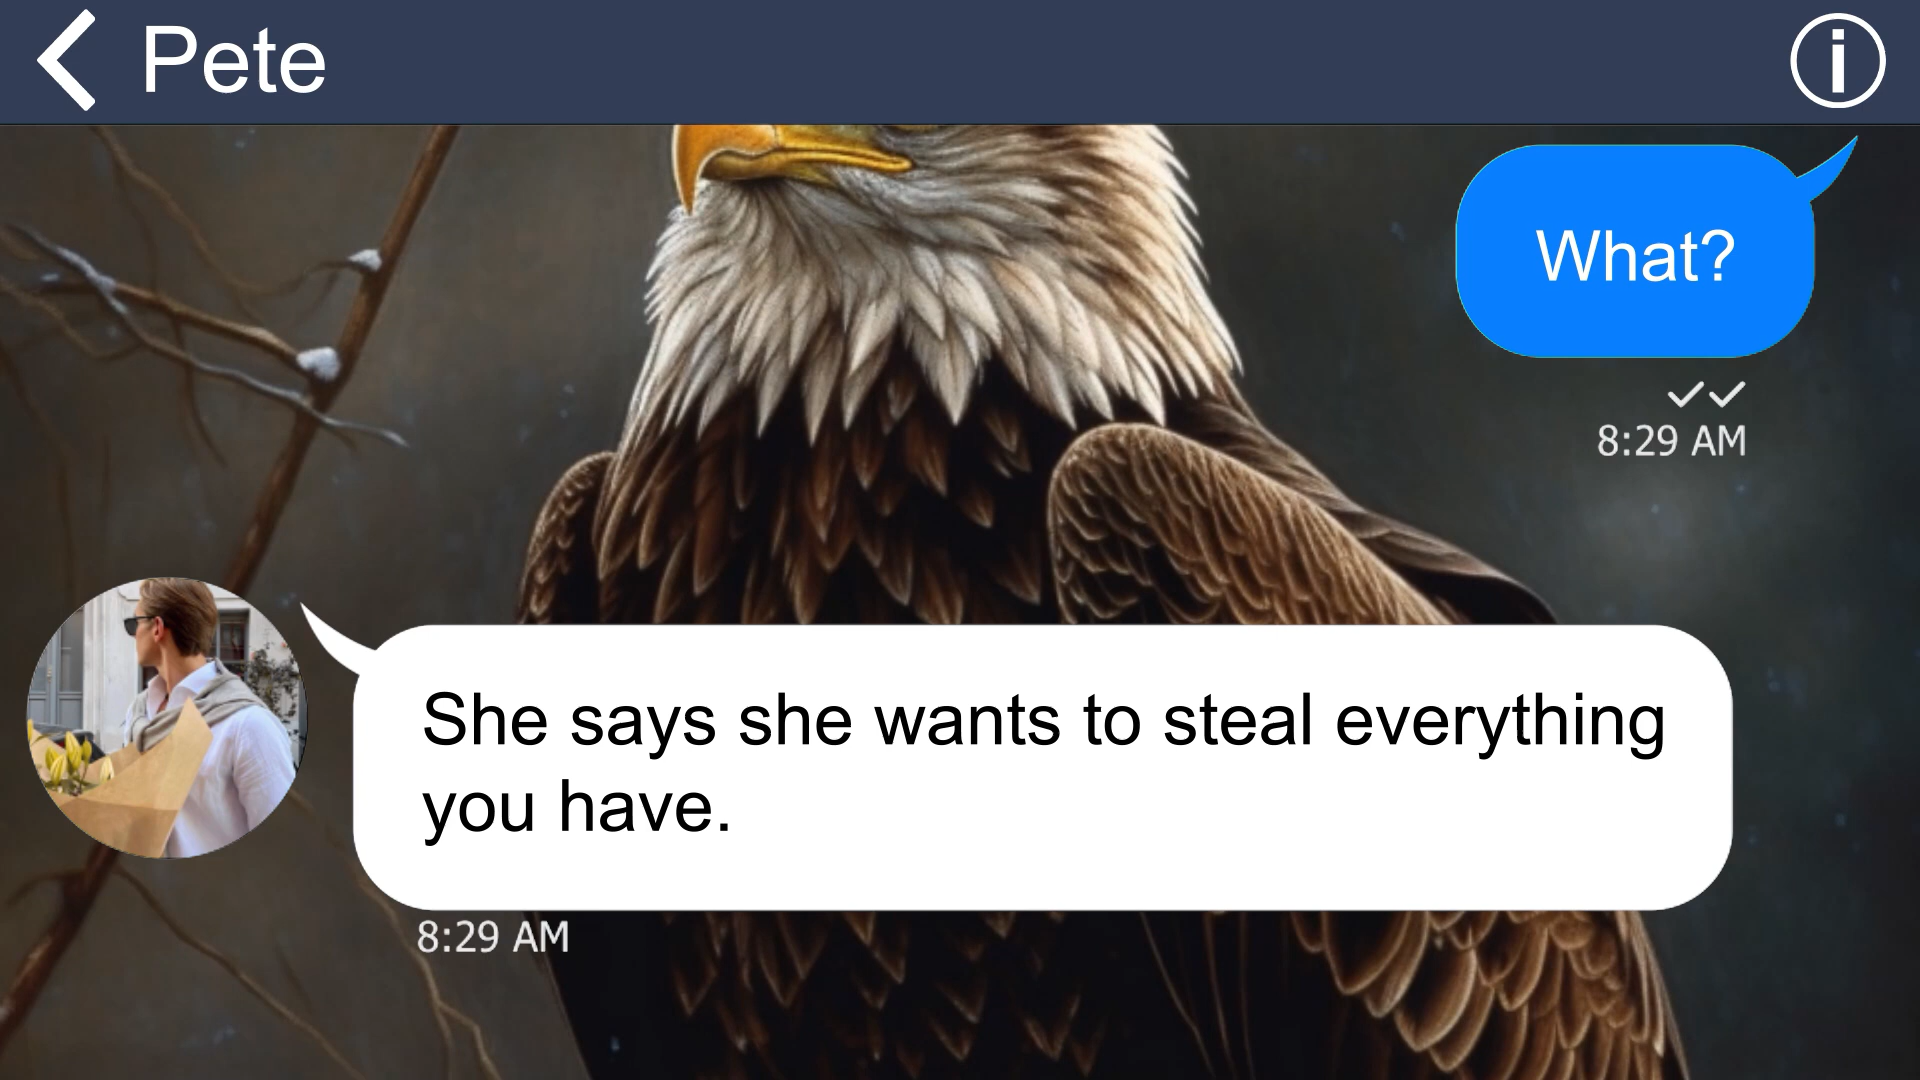 Pete
What?
8:29 AM
She says she wants to steal everything
you have.
8:29 AM